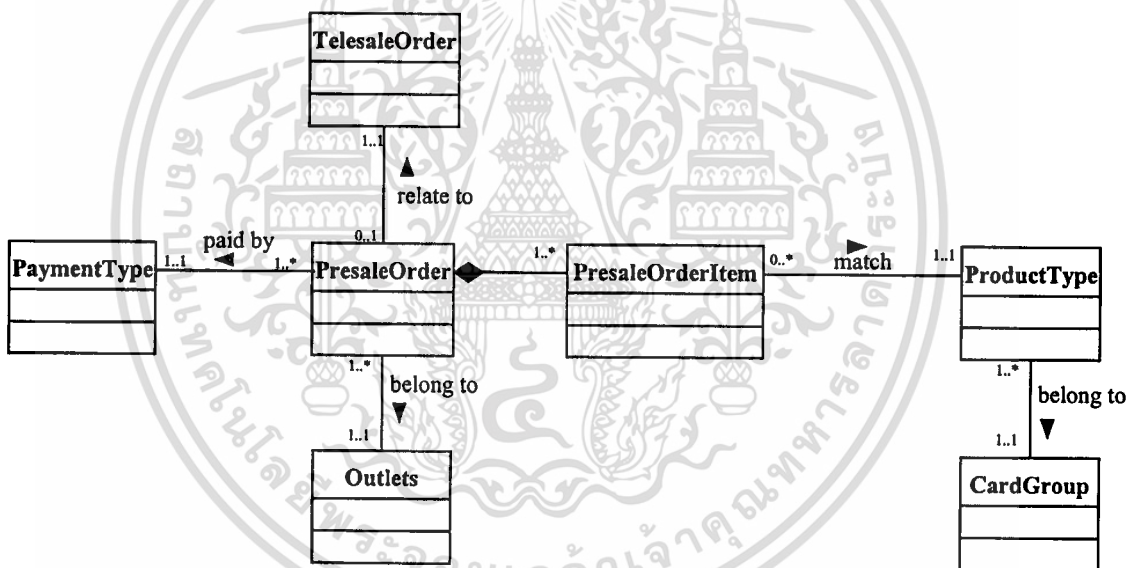 TelesaleOrder
1..1
relate to
0..1
PaymentType
1..1
paid by
1..*
PresaleOrder
1..*
PresaleOrderItem
0..*
match
1..1
ProductType
1..*
belong to
1..1
Outlets
1..*
belong to
1..1
CardGroup